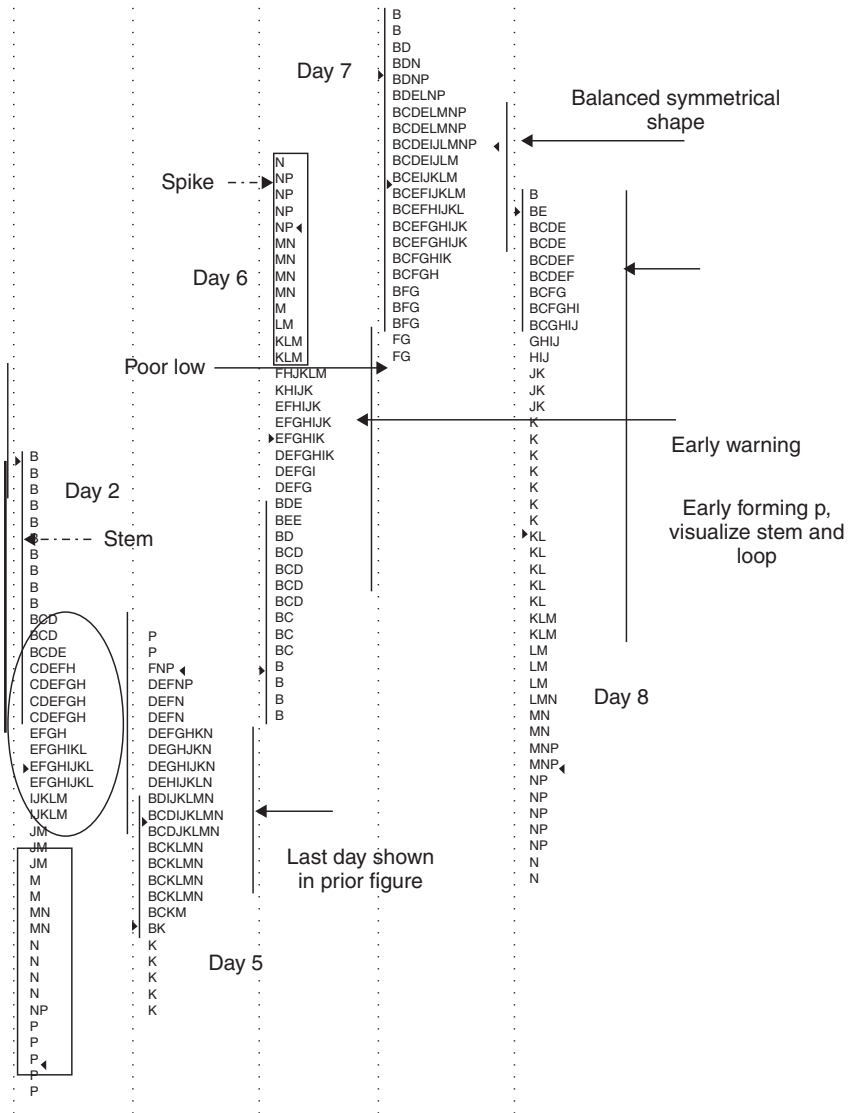 Day 2
Stem
B
B
B
B
B
B
B
B
B
B
BCD
BCD
BCDE
CDEFH
CDEFGH
CDEFGH
CDEFGH
EFGH
EFGHIKL
EFGHIJKL
EFGHIJKL
IJKLM
IJKLM
JM
JM
JM
M
M
MN
MN
N
N
N
N
NP
P
P
P
P
P
P
P
FNP
DEFNP
DEFN
DEFN
DEFGHKN
DEGHJKN
DEGHIJKN
DEHIJKLN
BDIJKLMN
BCDIJKLMN
BCDJKLMN
BCKLMN
BCKLMN
BCKLMN
BCKLMN
BCKM
BK
K
K
K
K
K
Day 5
Spike
Day 6
Poor low
N
NP
NP
NP
NP
MN
MN
MN
MN
M
LM
KLM
KLM
FHJKLM
KHIJK
EFHIJK
EFGHIJK
EFGHIK
DEFGHIK
DEFGI
DEFG
BDE
BEE
BD
BCD
BCD
BCD
BCD
BC
BC
BC
B
B
B
B
Last day shown
in prior figure
Day 7
B
B
BD
BDN
BDNP
BDELNP
BCDELMNP
BCDELMNP
BCDEIJLMNP
BCDEIJLM
BCEIJKLM
BCEFIJKLM
BCEFHIJKL
BCEFGHIJK
BCEFGHIJK
BCFGHIK
BCFGH
BFG
BFG
BFG
FG
FG
Balanced symmetrical
shape
B
BE
BCDE
BCDE
BCDEF
BCDEF
BCFG
BCFGHI
BCGHIJ
GHIJ
HIJ
JK
JK
JK
K
K
K
K
K
K
K
KL
KL
KL
KL
KL
KLM
KLM
LM
LM
LM
LMN
MN
MN
MNP
MNP
NP
NP
NP
NP
NP
N
N
Early warning
Early forming p,
visualize stem and
loop
Day 8